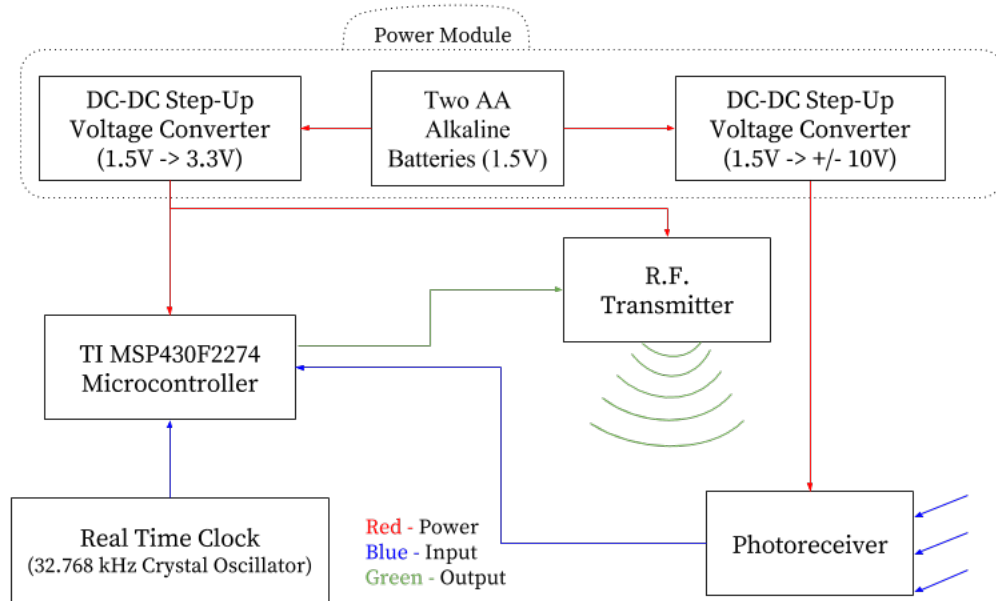 Power Module
DC-DC Step-Up
Voltage Converter
(1.5V -> 3.3V)
Two AA
Alkaline
Batteries (1.5V)
DC-DC Step-Up
Voltage Converter
(1.5V -> +/- 10V)
R.F.
Transmitter
TI MSP430F2274
Microcontroller
Real Time Clock
(32.768 kHz Crystal Oscillator)
Red - Power
Blue - Input
Green - Output
Photoreceiver